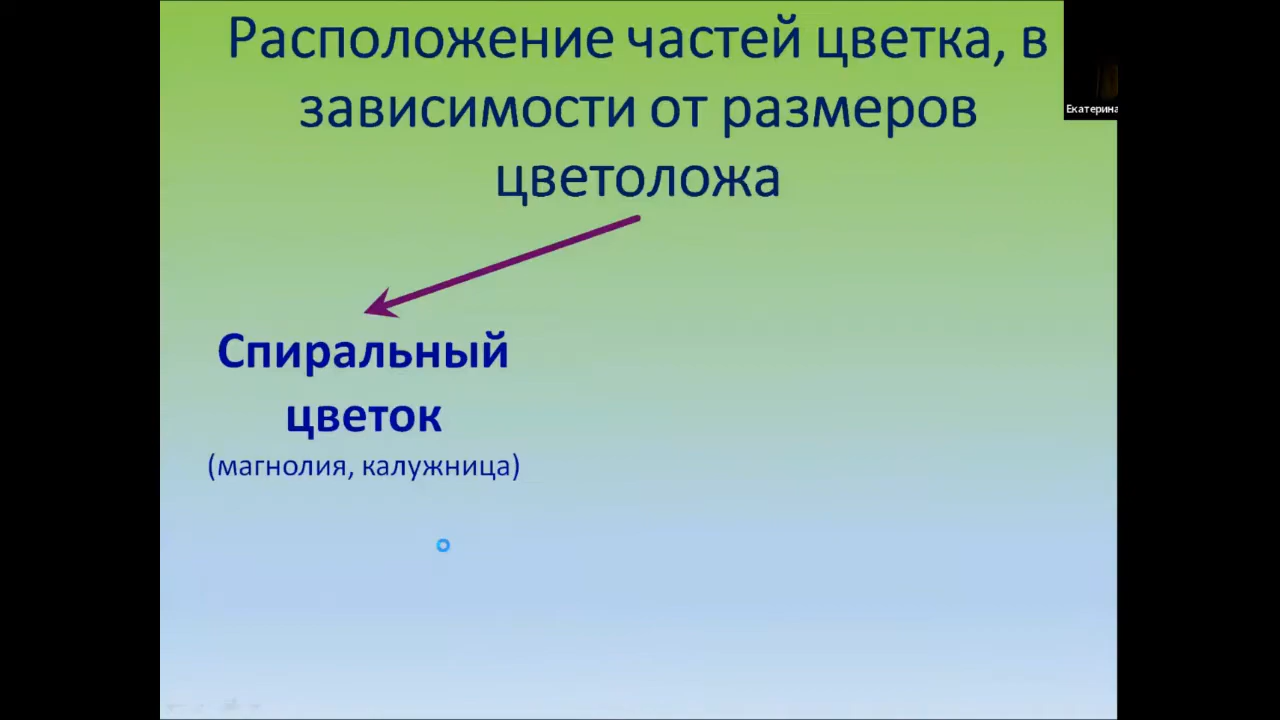 Расположение частей цветка, в
зависимости от размеров
цветоложа
Екатерина
Спиральный
цветок
(магнолия, калужница)